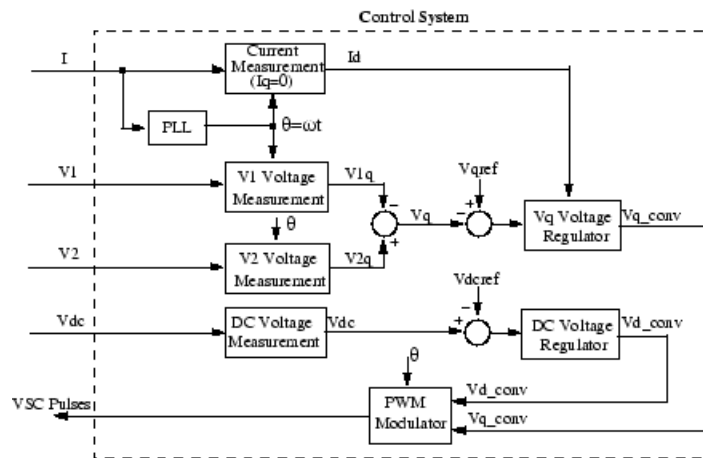 Control System
I
Current
Measurement
(Iq=0)
Id
PLL
θ=ωt
V1
V1 Voltage
Measurement
V1q
Vqref
−
+
−
Vq
Vq Voltage
Regulator
Vq_conv
θ
+
V2
V2 Voltage
Measurement
V2q
Vdcref
−
+
Vdc
DC Voltage
Measurement
Vdc
DC Voltage
Regulator
Vd_conv
θ
Vd_conv
VSC Pulses
PWM
Modulator
Vq_conv